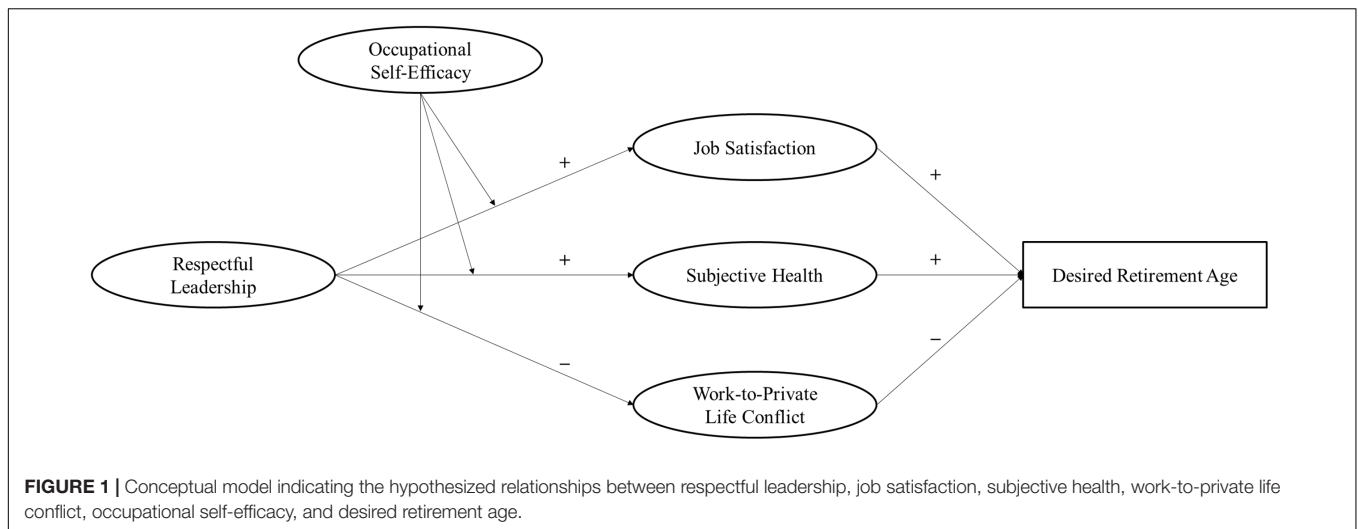 Occupational
Self-Efficacy
Job Satisfaction
+
+
Respectful
Leadership
+
Subjective Health
+
Desired Retirement Age
−
−
Work-to-Private
Life Conflict
FIGURE 1 | Conceptual model indicating the hypothesized relationships between respectful leadership, job satisfaction, subjective health, work-to-private life
conflict, occupational self-efficacy, and desired retirement age.